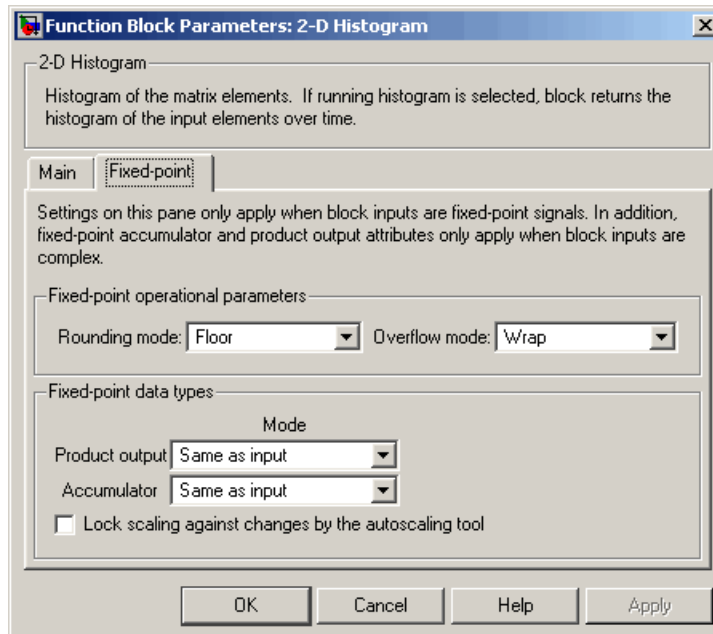 Function Block Parameters: 2-D Histogram
2-D Histogram
Histogram of the matrix elements.  If running histogram is selected, block returns the
histogram of the input elements over time.
Main Fixed-point
Settings on this pane only apply when block inputs are fixed-point signals. In addition,
fixed-point accumulator and product output attributes only apply when block inputs are
complex.
Fixed-point operational parameters
Rounding mode: Floor Overflow mode: Wrap
Fixed-point data types
Mode
Product output Same as input
Accumulator Same as input
Lock scaling against changes by the autoscaling tool
OK Cancel Help Apply